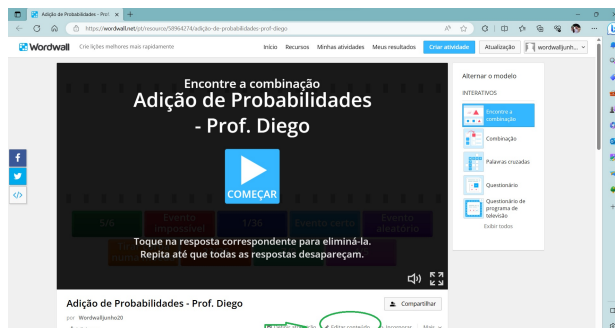 Adição de Probabilidades - Prof.
https://wordwall.net/pt/resource/58964274/adição-de-probabilidades-prof-diego
Wordwall
Crie lições melhores mais rapidamente
Início
Recursos
Minhas atividades
Meus resultados
Criar atividade
Atualização
wordwalljunh...
Encontre a combinação
Adição de Probabilidades
- Prof. Diego
COMEÇAR
5/6
Evento impossível
1/36
Evento certo
Evento aleatório
Toque na resposta correspondente para eliminá-la.
Repita até que todas as respostas desapareçam.
Alternar o modelo
INTERATIVOS
Encontre a combinação
Combinação
Palavras cruzadas
Questionário
Questionário de programa de televisão
Exibir todos
Adição de Probabilidades - Prof. Diego
Compartilhar
por Wordwalljunho20
Editar conteúdo
Incorporar
Mais